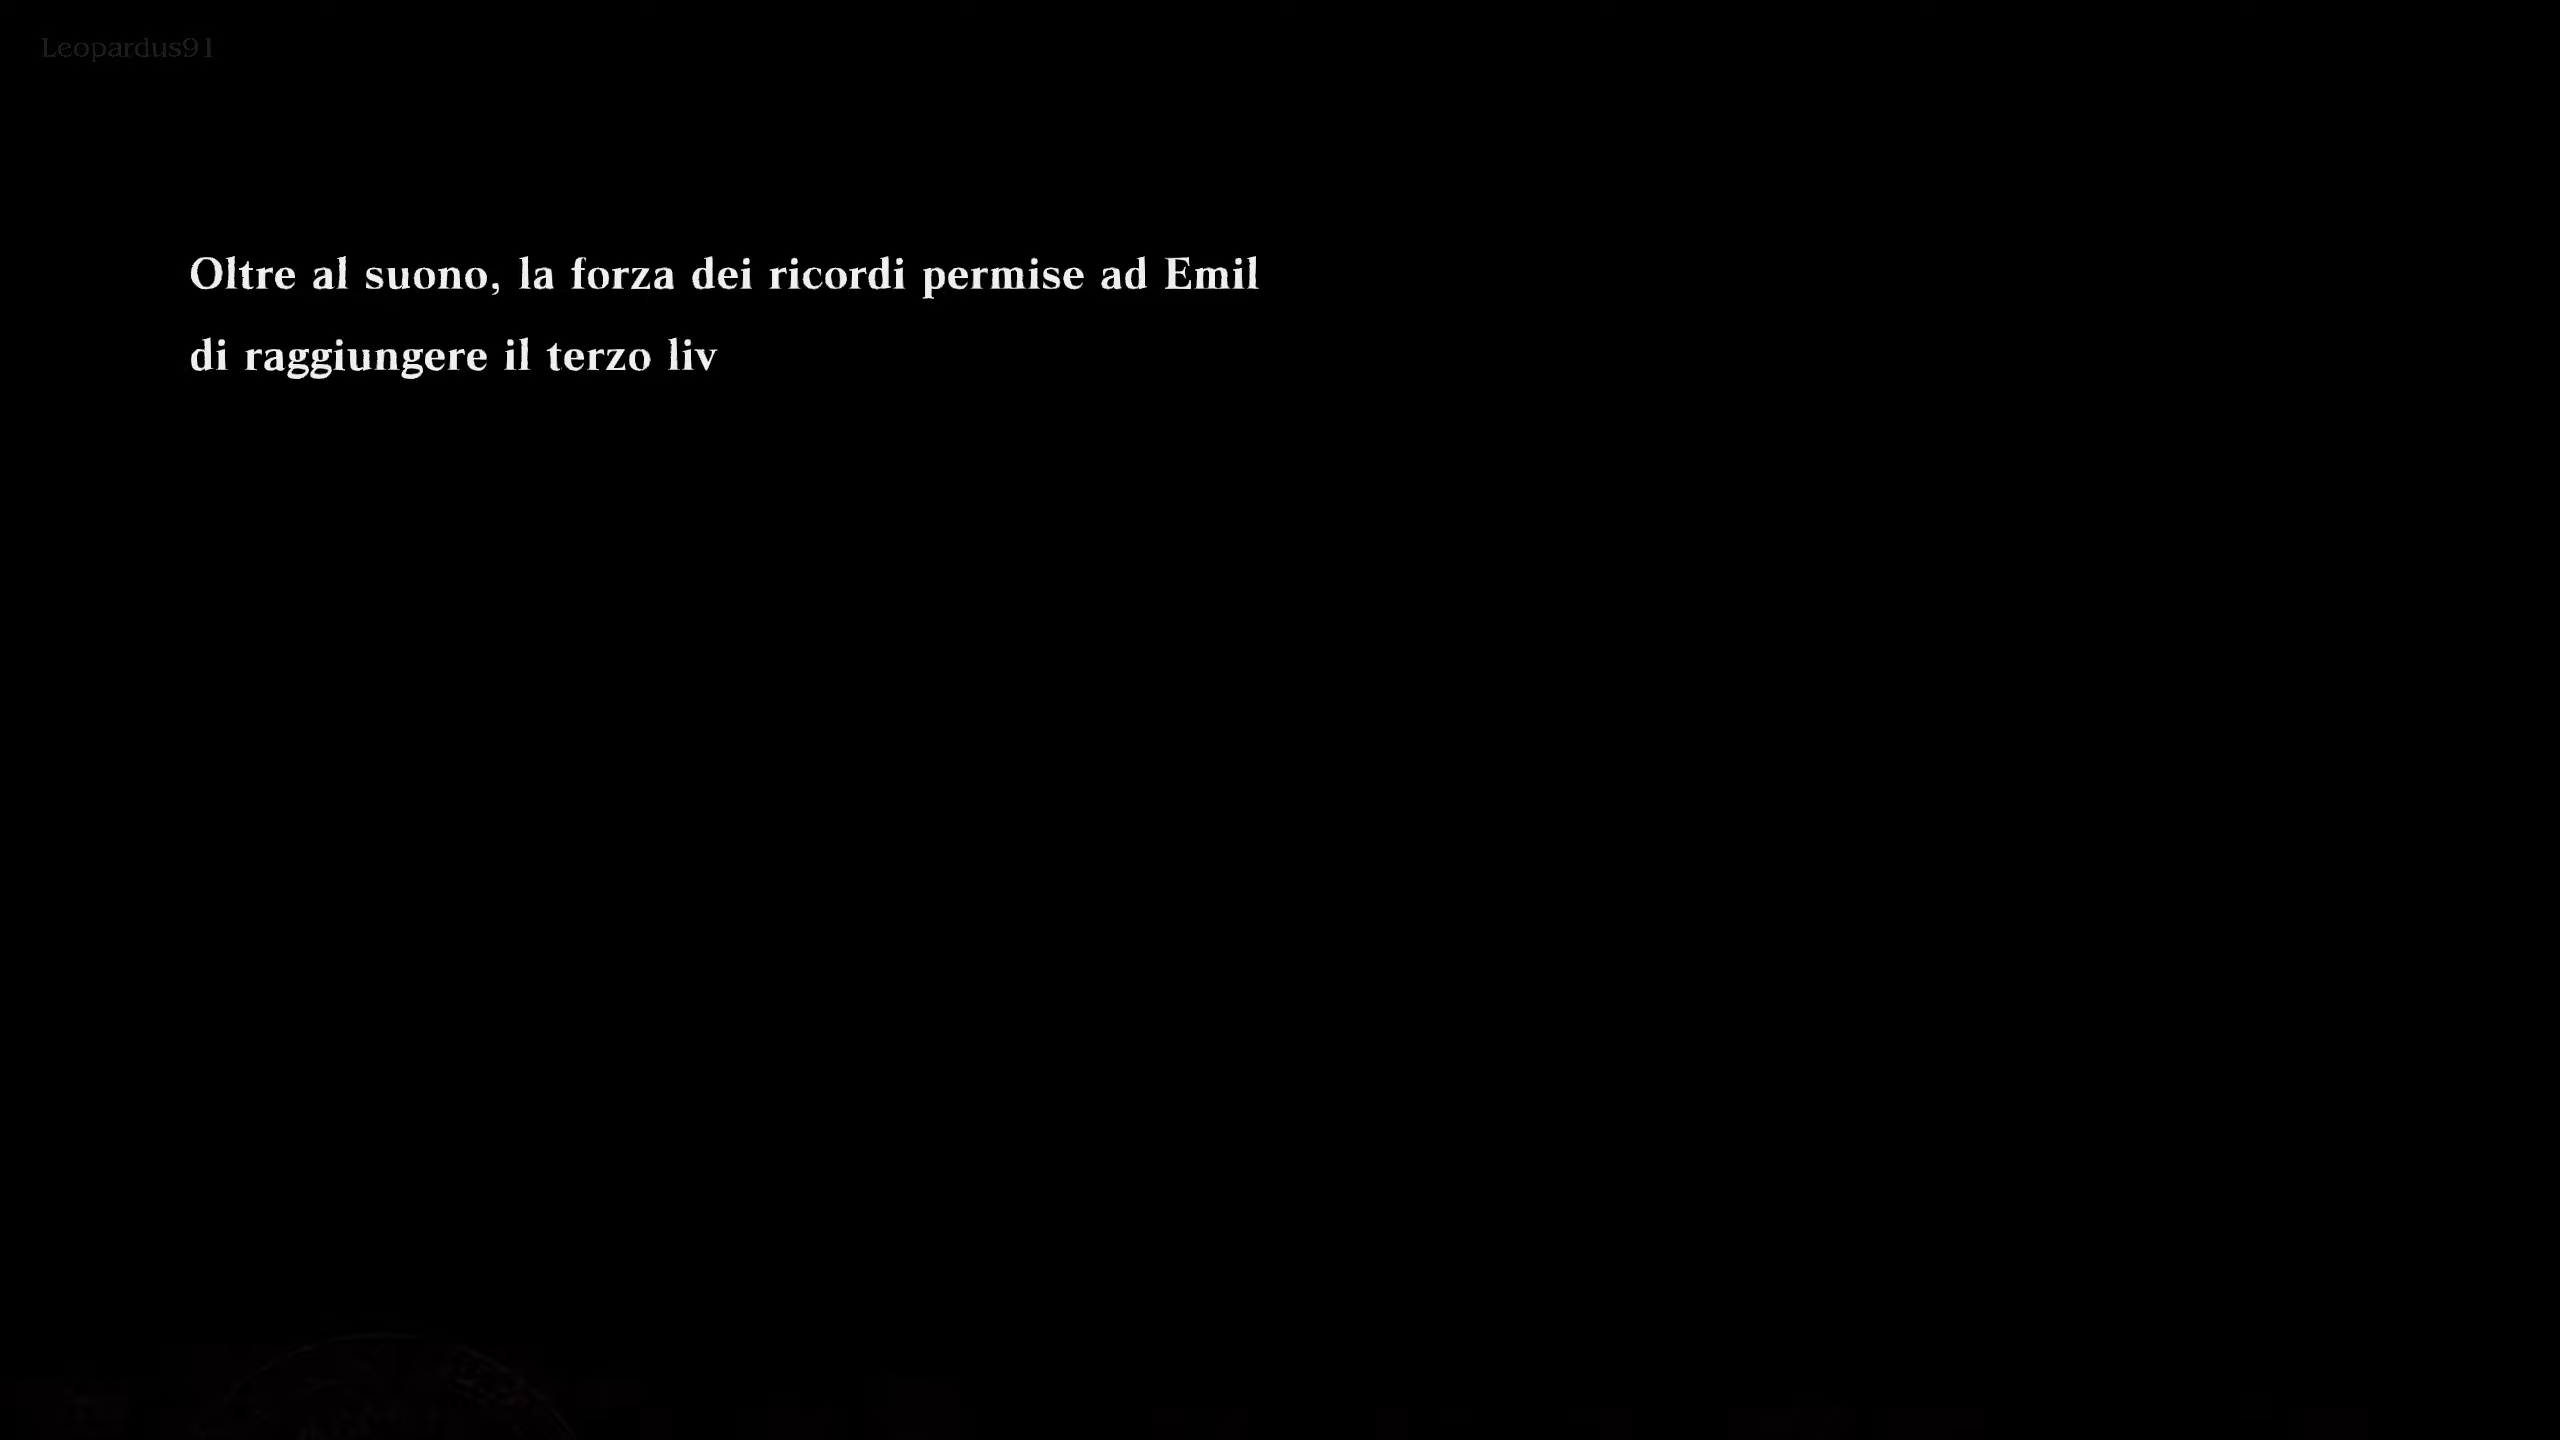 Leopardus91
Oltre al suono, la forza dei ricordi permise ad Emil
di raggiungere il terzo liv